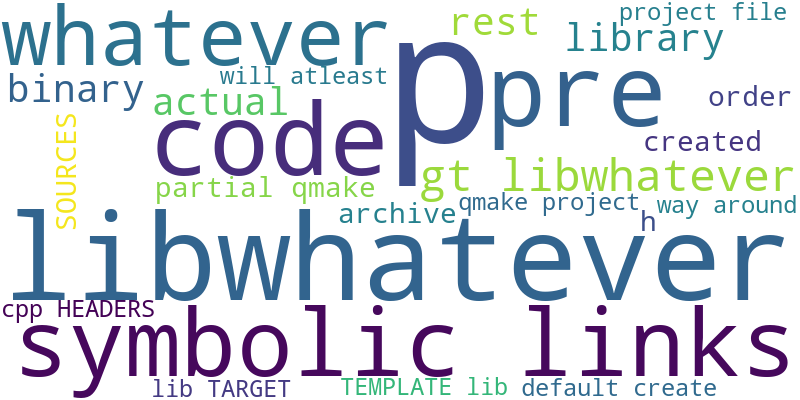 whatever
rest
project file
library
p
pre
binary
will atleast
actual
code
order
created
SOURCES
partial qmake
gt libwhatever
archive
qmake project
h
way around
libwhatever
cpp HEADERS
symbolic links
lib TARGET
TEMPLATE lib
default create